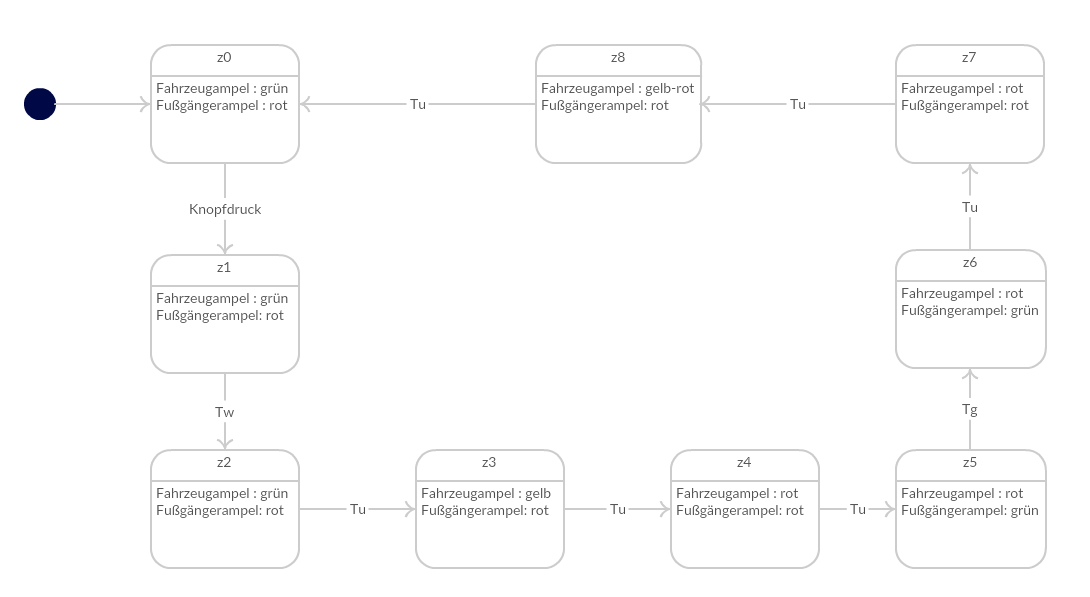 z0
Fahrzeugampel : grün
Fußgängerampel : rot
Tu
z8
Fahrzeugampel : gelb-rot
Fußgängerampel: rot
Tu
z7
Fahrzeugampel : rot
Fußgängerampel: rot
Knopfdruck
Tu
z1
Fahrzeugampel : grün
Fußgängerampel: rot
z6
Fahrzeugampel : rot
Fußgängerampel: grün
Tw
Tg
z2
Fahrzeugampel : grün
Fußgängerampel: rot
Tu
z3
Fahrzeugampel : gelb
Fußgängerampel: rot
Tu
z4
Fahrzeugampel : rot
Fußgängerampel: rot
Tu
z5
Fahrzeugampel : rot
Fußgängerampel: grün